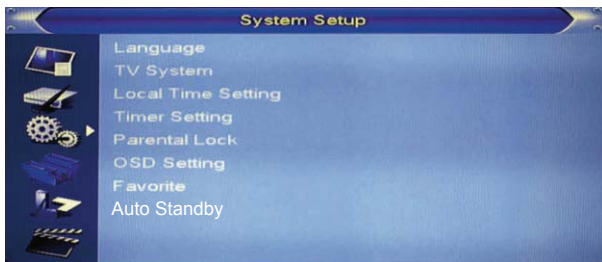 System Setup
Language
TV System
Local Time Setting
Timer Setting
Parental Lock
OSD Setting
Favorite
Auto Standby